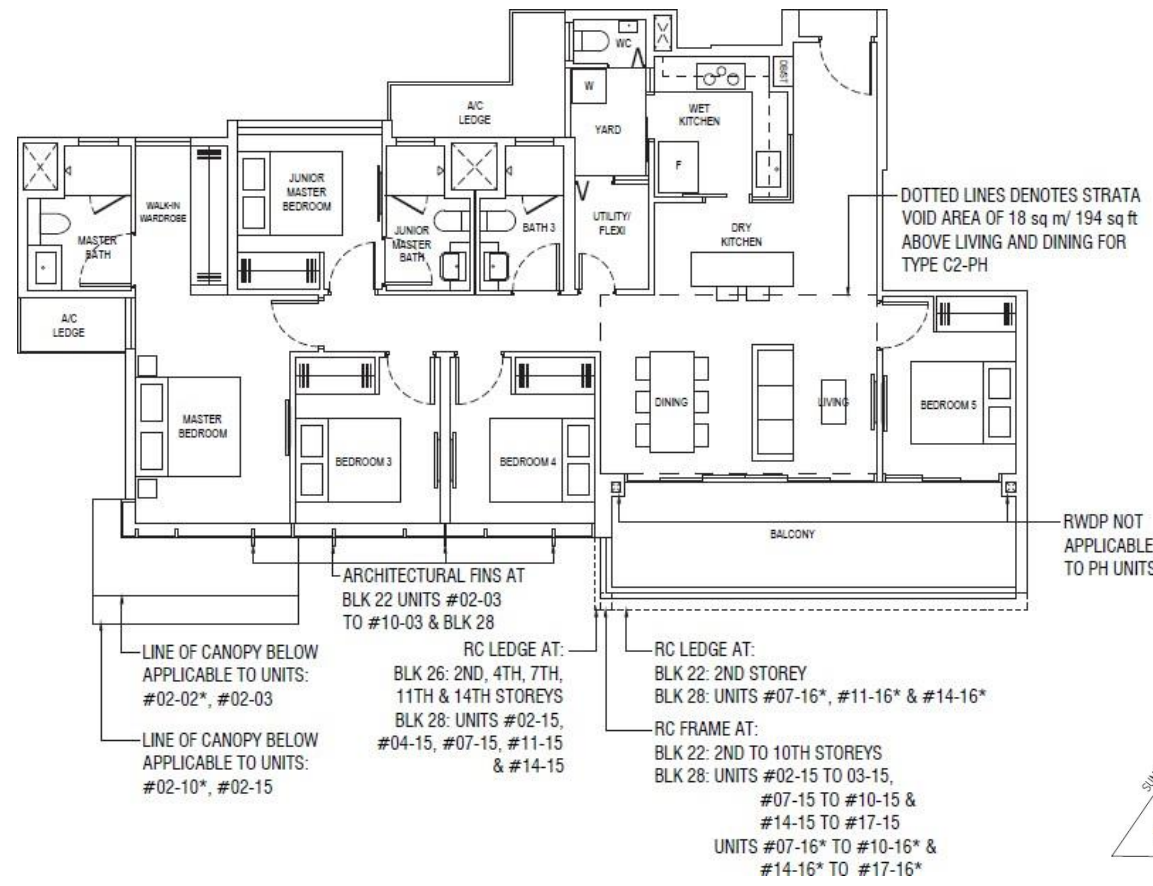 WC
W
DB/ST
A/C
LEDGE
WET
KITCHEN
YARD
F
JUNIOR
MASTER
BEDROOM
WALK-IN
WARDROBE
MASTER
BATH
JUNIOR
MASTER
BATH
BATH 3
UTILITY/
FLEXI
DRY
KITCHEN
DOTTED LINES DENOTES STRATA
VOID AREA OF 18 sq m/ 194 sq ft
ABOVE LIVING AND DINING FOR
TYPE C2-PH
A/C
LEDGE
MASTER
BEDROOM
BEDROOM 3
BEDROOM 4
DINING
LIVING
BEDROOM 5
BALCONY
RWDP NOT
APPLICABLE
TO PH UNITS
ARCHITECTURAL FINS AT
BLK 22 UNITS #02-03
TO #10-03 & BLK 28
LINE OF CANOPY BELOW
APPLICABLE TO UNITS:
#02-02*, #02-03
LINE OF CANOPY BELOW
APPLICABLE TO UNITS:
#02-10*, #02-15
RC LEDGE AT:
BLK 26: 2ND, 4TH, 7TH,
11TH & 14TH STOREYS
BLK 28: UNITS #02-15,
#04-15, #07-15, #11-15
& #14-15
RC LEDGE AT:
BLK 22: 2ND STOREY
BLK 28: UNITS #07-16*, #11-16* & #14-16*
RC FRAME AT:
BLK 22: 2ND TO 10TH STOREYS
BLK 28: UNITS #02-15 TO 03-15,
#07-15 TO #10-15 &
#14-15 TO #17-15
UNITS #07-16* TO #10-16* &
#14-16* TO #17-16*